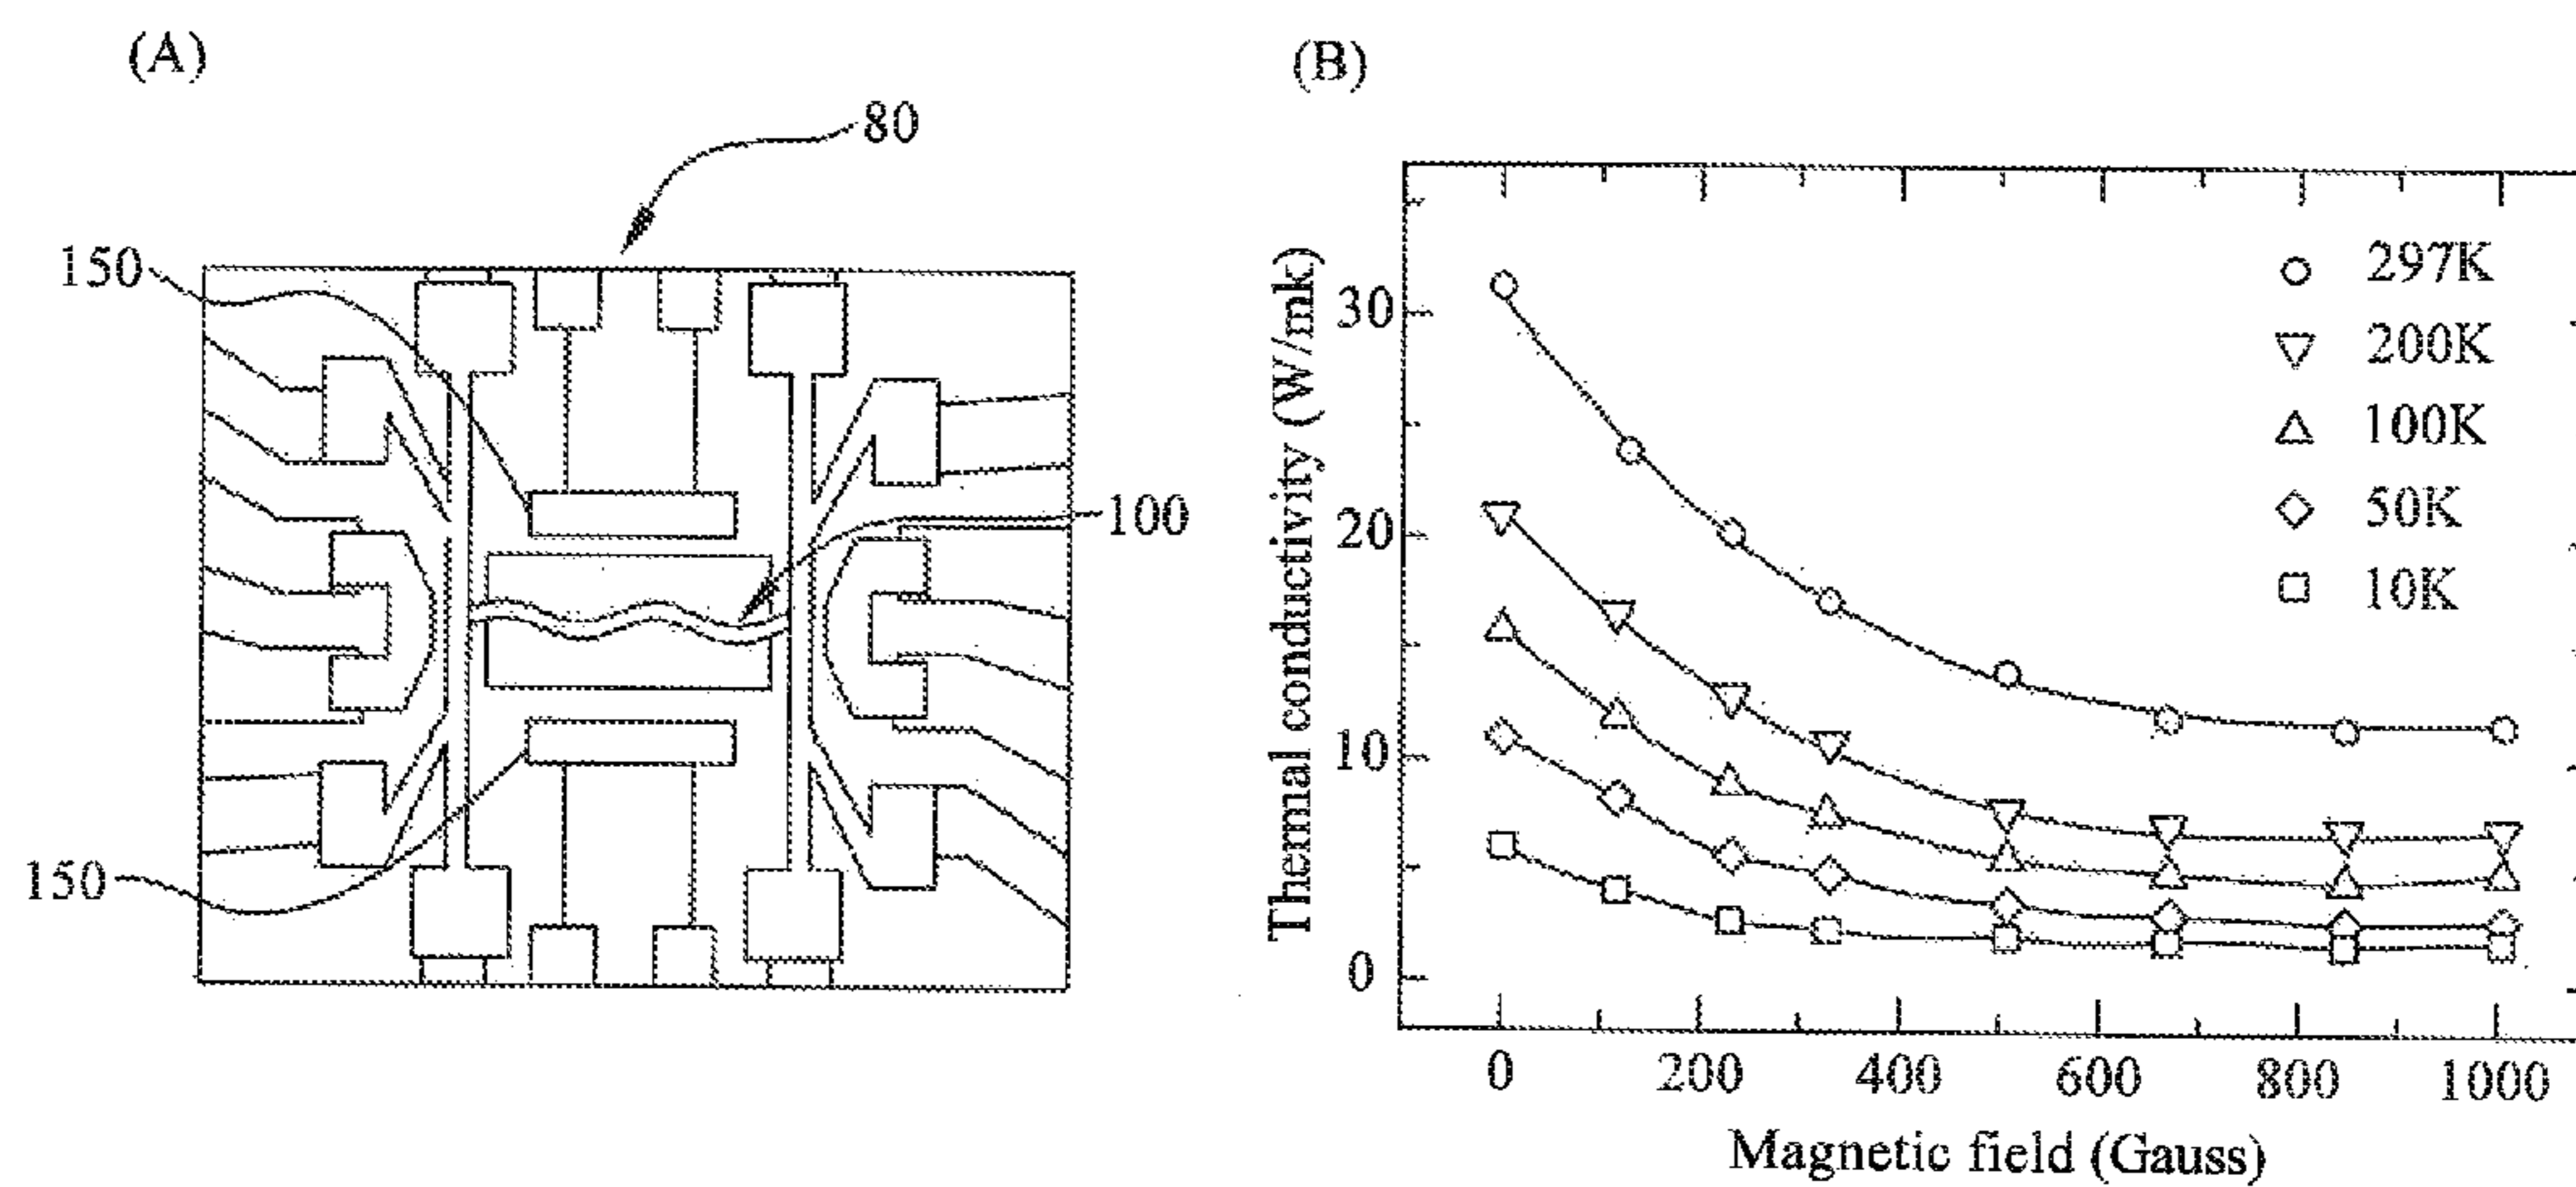 (A)
80
150
100
150
(B)
Thermal conductivity (W/mk)
30
20
10
0
297K
200K
100K
50K
10K
0 200 400 600 800 1000
Magnetic field (Gauss)